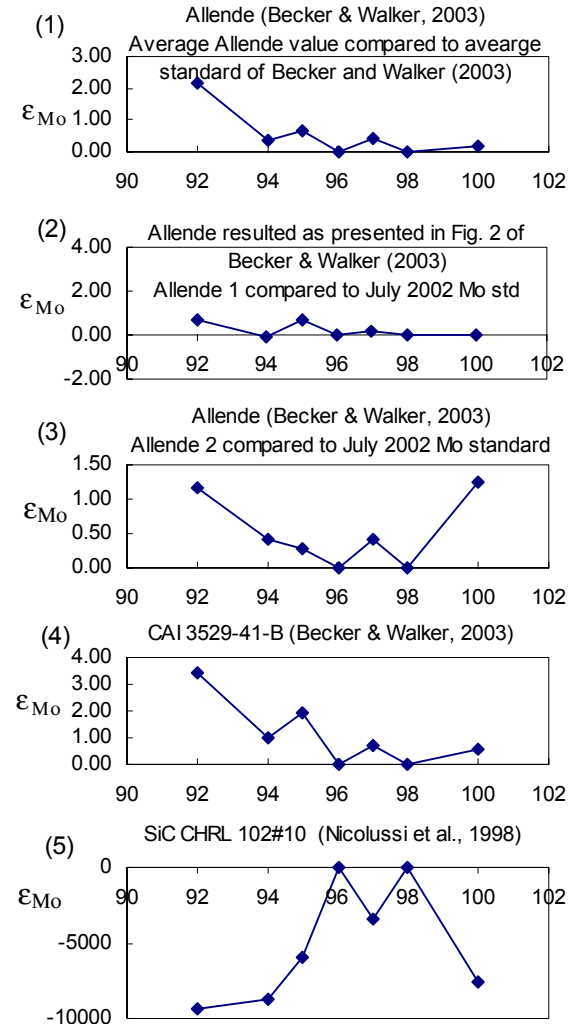 (1)
Allende (Becker & Walker, 2003)
Average Allende value compared to avearge
standard of Becker and Walker (2003)
εMo
3.00
2.00
1.00
0.00
90 92 94 96 98 100 102
(2)
Allende resulted as presented in Fig. 2 of
Becker & Walker (2003)
Allende 1 compared to July 2002 Mo std
εMo
4.00
2.00
0.00
-2.00
90 92 94 96 98 100 102
(3)
Allende (Becker & Walker, 2003)
Allende 2 compared to July 2002 Mo standard
εMo
1.50
1.00
0.50
0.00
90 92 94 96 98 100 102
(4)
CAI 3529-41-B (Becker & Walker, 2003)
εMo
4.00
3.00
2.00
1.00
0.00
90 92 94 96 98 100 102
(5)
SiC CHRL 102#10 (Nicolussi et al., 1998)
εMo
0
-5000
-10000
90 92 94 96 98 100 102